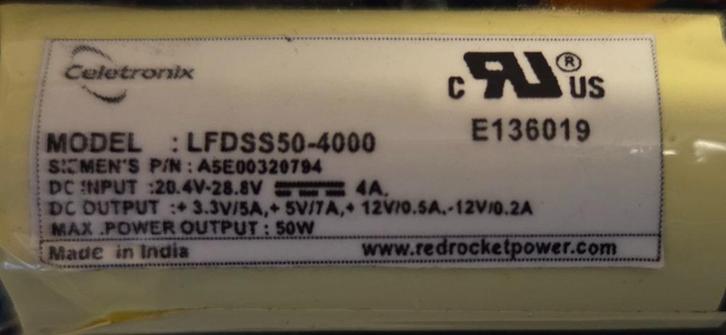 Celetronix
C RU ® US
E136019
MODEL : LFDSS50-4000
SIEMEN'S P/N : A5E00320794
DC INPUT :20.4V-28.8V 4A.
DC OUTPUT :+ 3.3V/5A,+ 5V/7A,+ 12V/0.5A,-12V/0.2A
MAX .POWER OUTPUT : 50W
Made in India www.redrocketpower.com